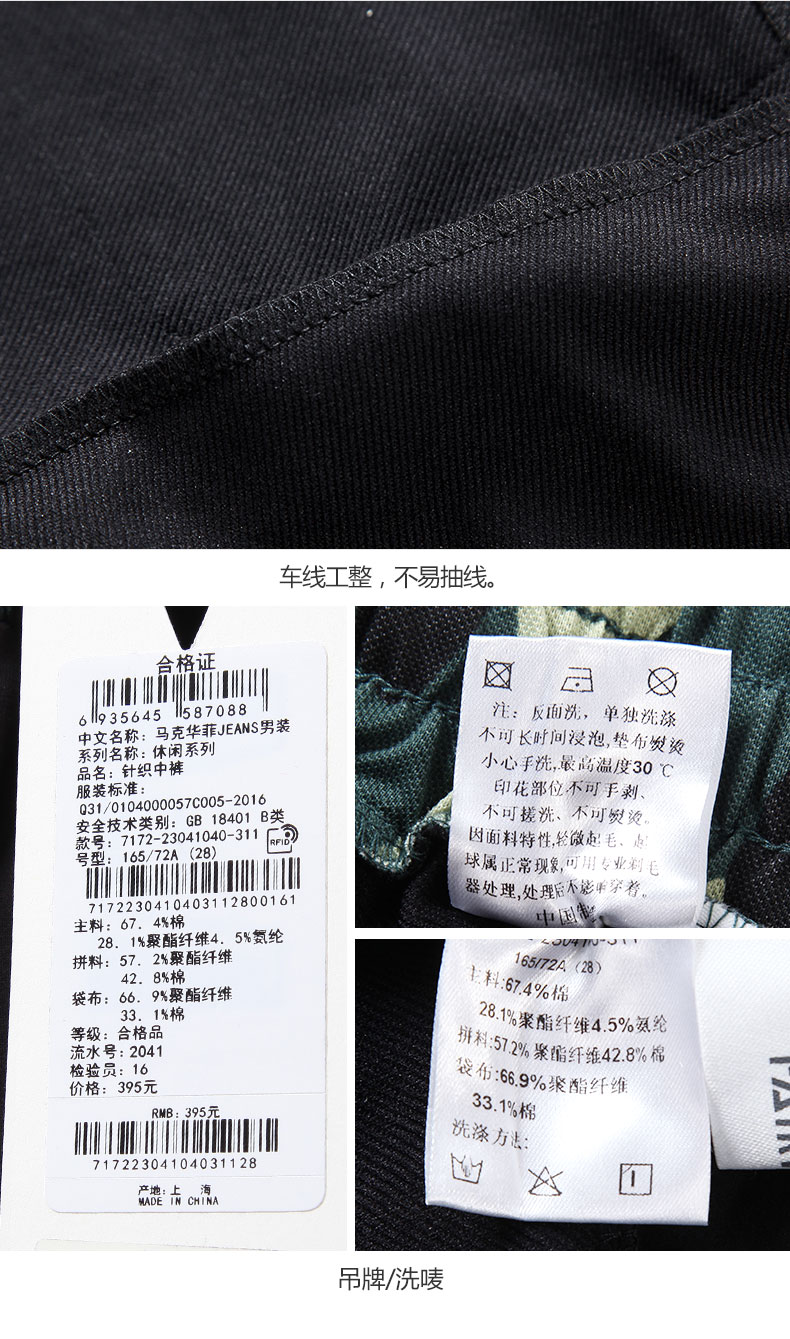 车线工整，不易抽线。
合格证
6 935645 587088
中文名称: 马克华菲JEANS男装
系列名称: 休闲系列
品名: 针织中裤
服装标准:
Q31/0104000057C005-2016
安全技术类别: GB 18401 B类
款号: 7172-23041040-311
RFID
号型: 165/72A (28)
7172230410403112800161
主料: 67.4%棉
28.1%聚酯纤维4.5%氨纶
拼料: 57.2%聚酯纤维
42.8%棉
袋布: 66.9%聚酯纤维
33.1%棉
等级: 合格品
流水号: 2041
检验员: 16
价格: 395元
RMB: 395元
71722304104031128
产地: 上 海
MADE IN CHINA
注: 反面洗, 单独洗涤
不可长时间浸泡,垫布熨烫
小心手洗,最高温度30℃
印花部位不可手剥、
不可搓洗、不可熨烫。
因面料特性,轻微起毛、起
球属正常现象,可用专业剃毛
器处理,处理后不影响穿着。
中国制
23041040-311
165/72A (28)
主料:67.4%棉
28.1%聚酯纤维4.5%氨纶
拼料:57.2%聚酯纤维42.8%棉
袋布:66.9%聚酯纤维
33.1%棉
洗涤方法:
吊牌/洗唛